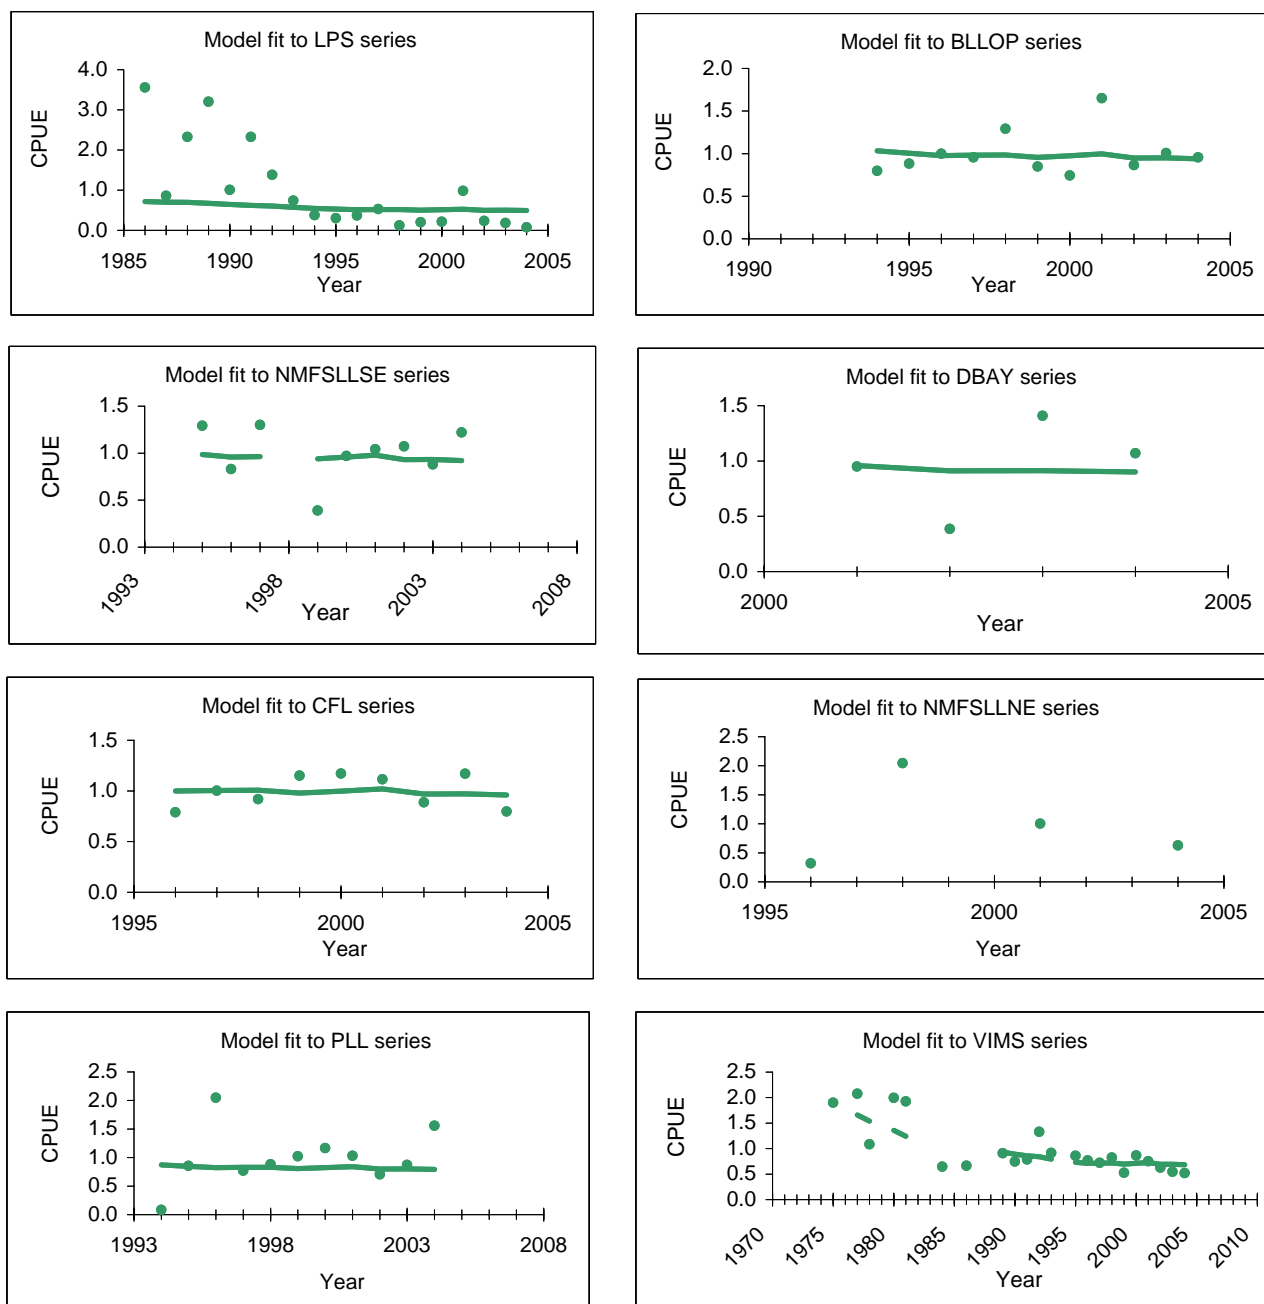 Model fit to LPS series
CPUE
4.0
3.0
2.0
1.0
0.0
1985 1990 1995 2000 2005
Year
Model fit to BLLOP series
CPUE
2.0
1.5
1.0
0.5
0.0
1990 1995 2000 2005
Year
Model fit to NMFSLLSE series
CPUE
1.5
1.0
0.5
0.0
1993 1998 2003 2008
Year
Model fit to DBAY series
CPUE
1.5
1.0
0.5
0.0
2000 2005
Year
Model fit to CFL series
CPUE
1.5
1.0
0.5
0.0
1995 2000 2005
Year
Model fit to NMFSLLNE series
CPUE
2.5
2.0
1.5
1.0
0.5
0.0
1995 2000 2005
Year
Model fit to PLL series
CPUE
2.5
2.0
1.5
1.0
0.5
0.0
1993 1998 2003 2008
Year
Model fit to VIMS series
CPUE
2.5
2.0
1.5
1.0
0.5
0.0
1970 1975 1980 1985 1990 1995 2000 2005 2010
Year